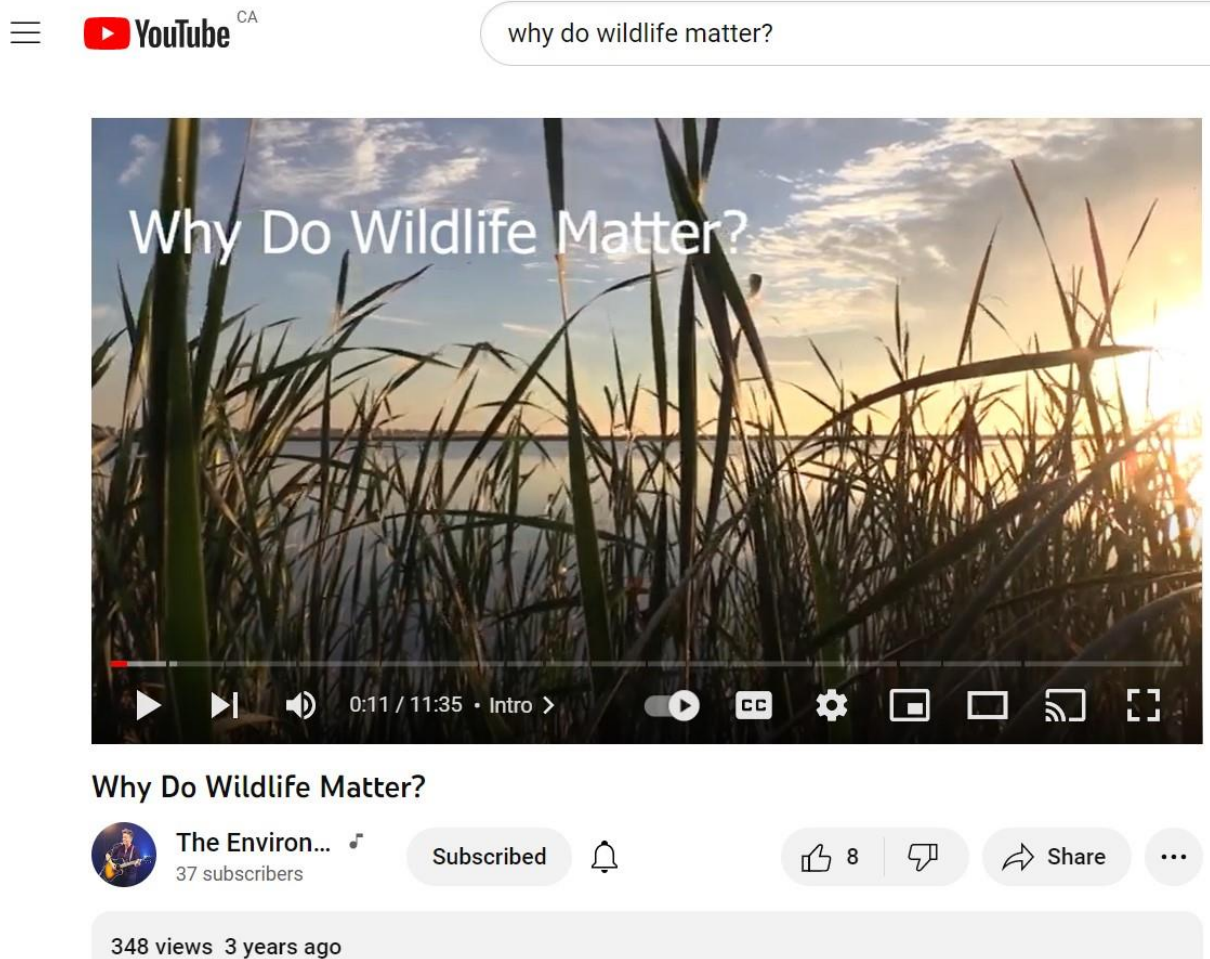 YouTube CA
why do wildlife matter?
Why Do Wildlife Matter?
0:11 / 11:35 • Intro
CC
Why Do Wildlife Matter?
The Environ...
37 subscribers
Subscribed
8
Share
348 views 3 years ago